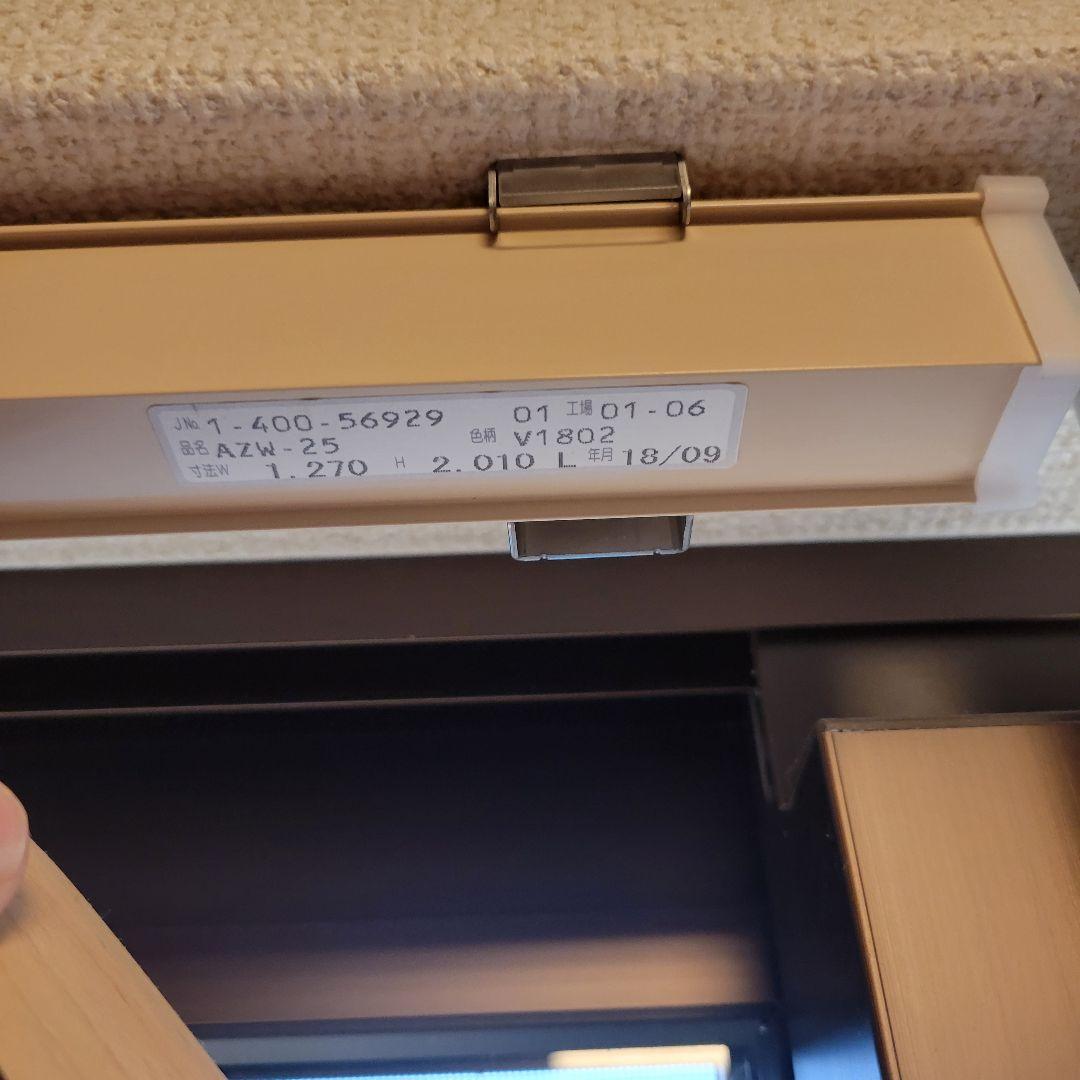 JNo. 1-400-56929 01 工場 01-06
品名 AZW-25 色柄 V1802
寸法W 1.270 H 2.010 L 年月 18/09